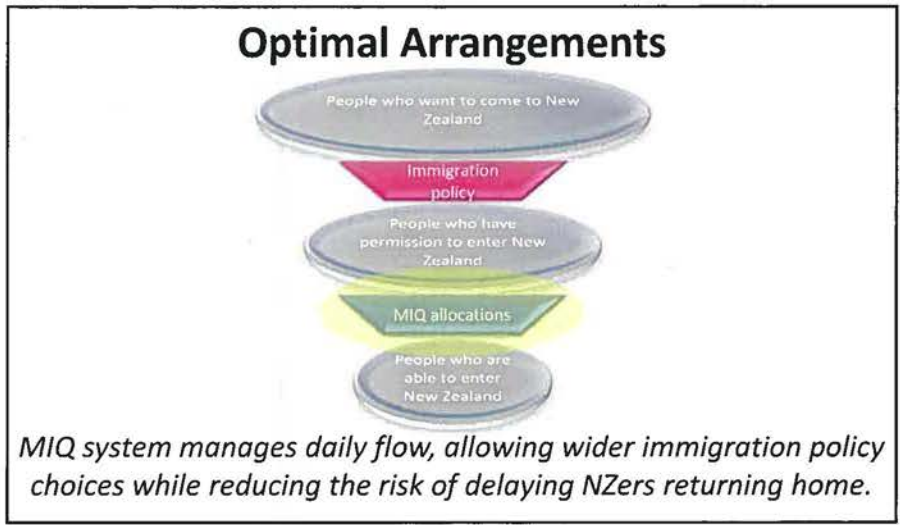 Optimal Arrangements
People who want to come to New
Zealand
Immigration
policy
People who have
permission to enter New
Zealand
MIQ allocations
People who are
able to enter
New Zealand
MIQ system manages daily flow, allowing wider immigration policy
choices while reducing the risk of delaying NZers returning home.